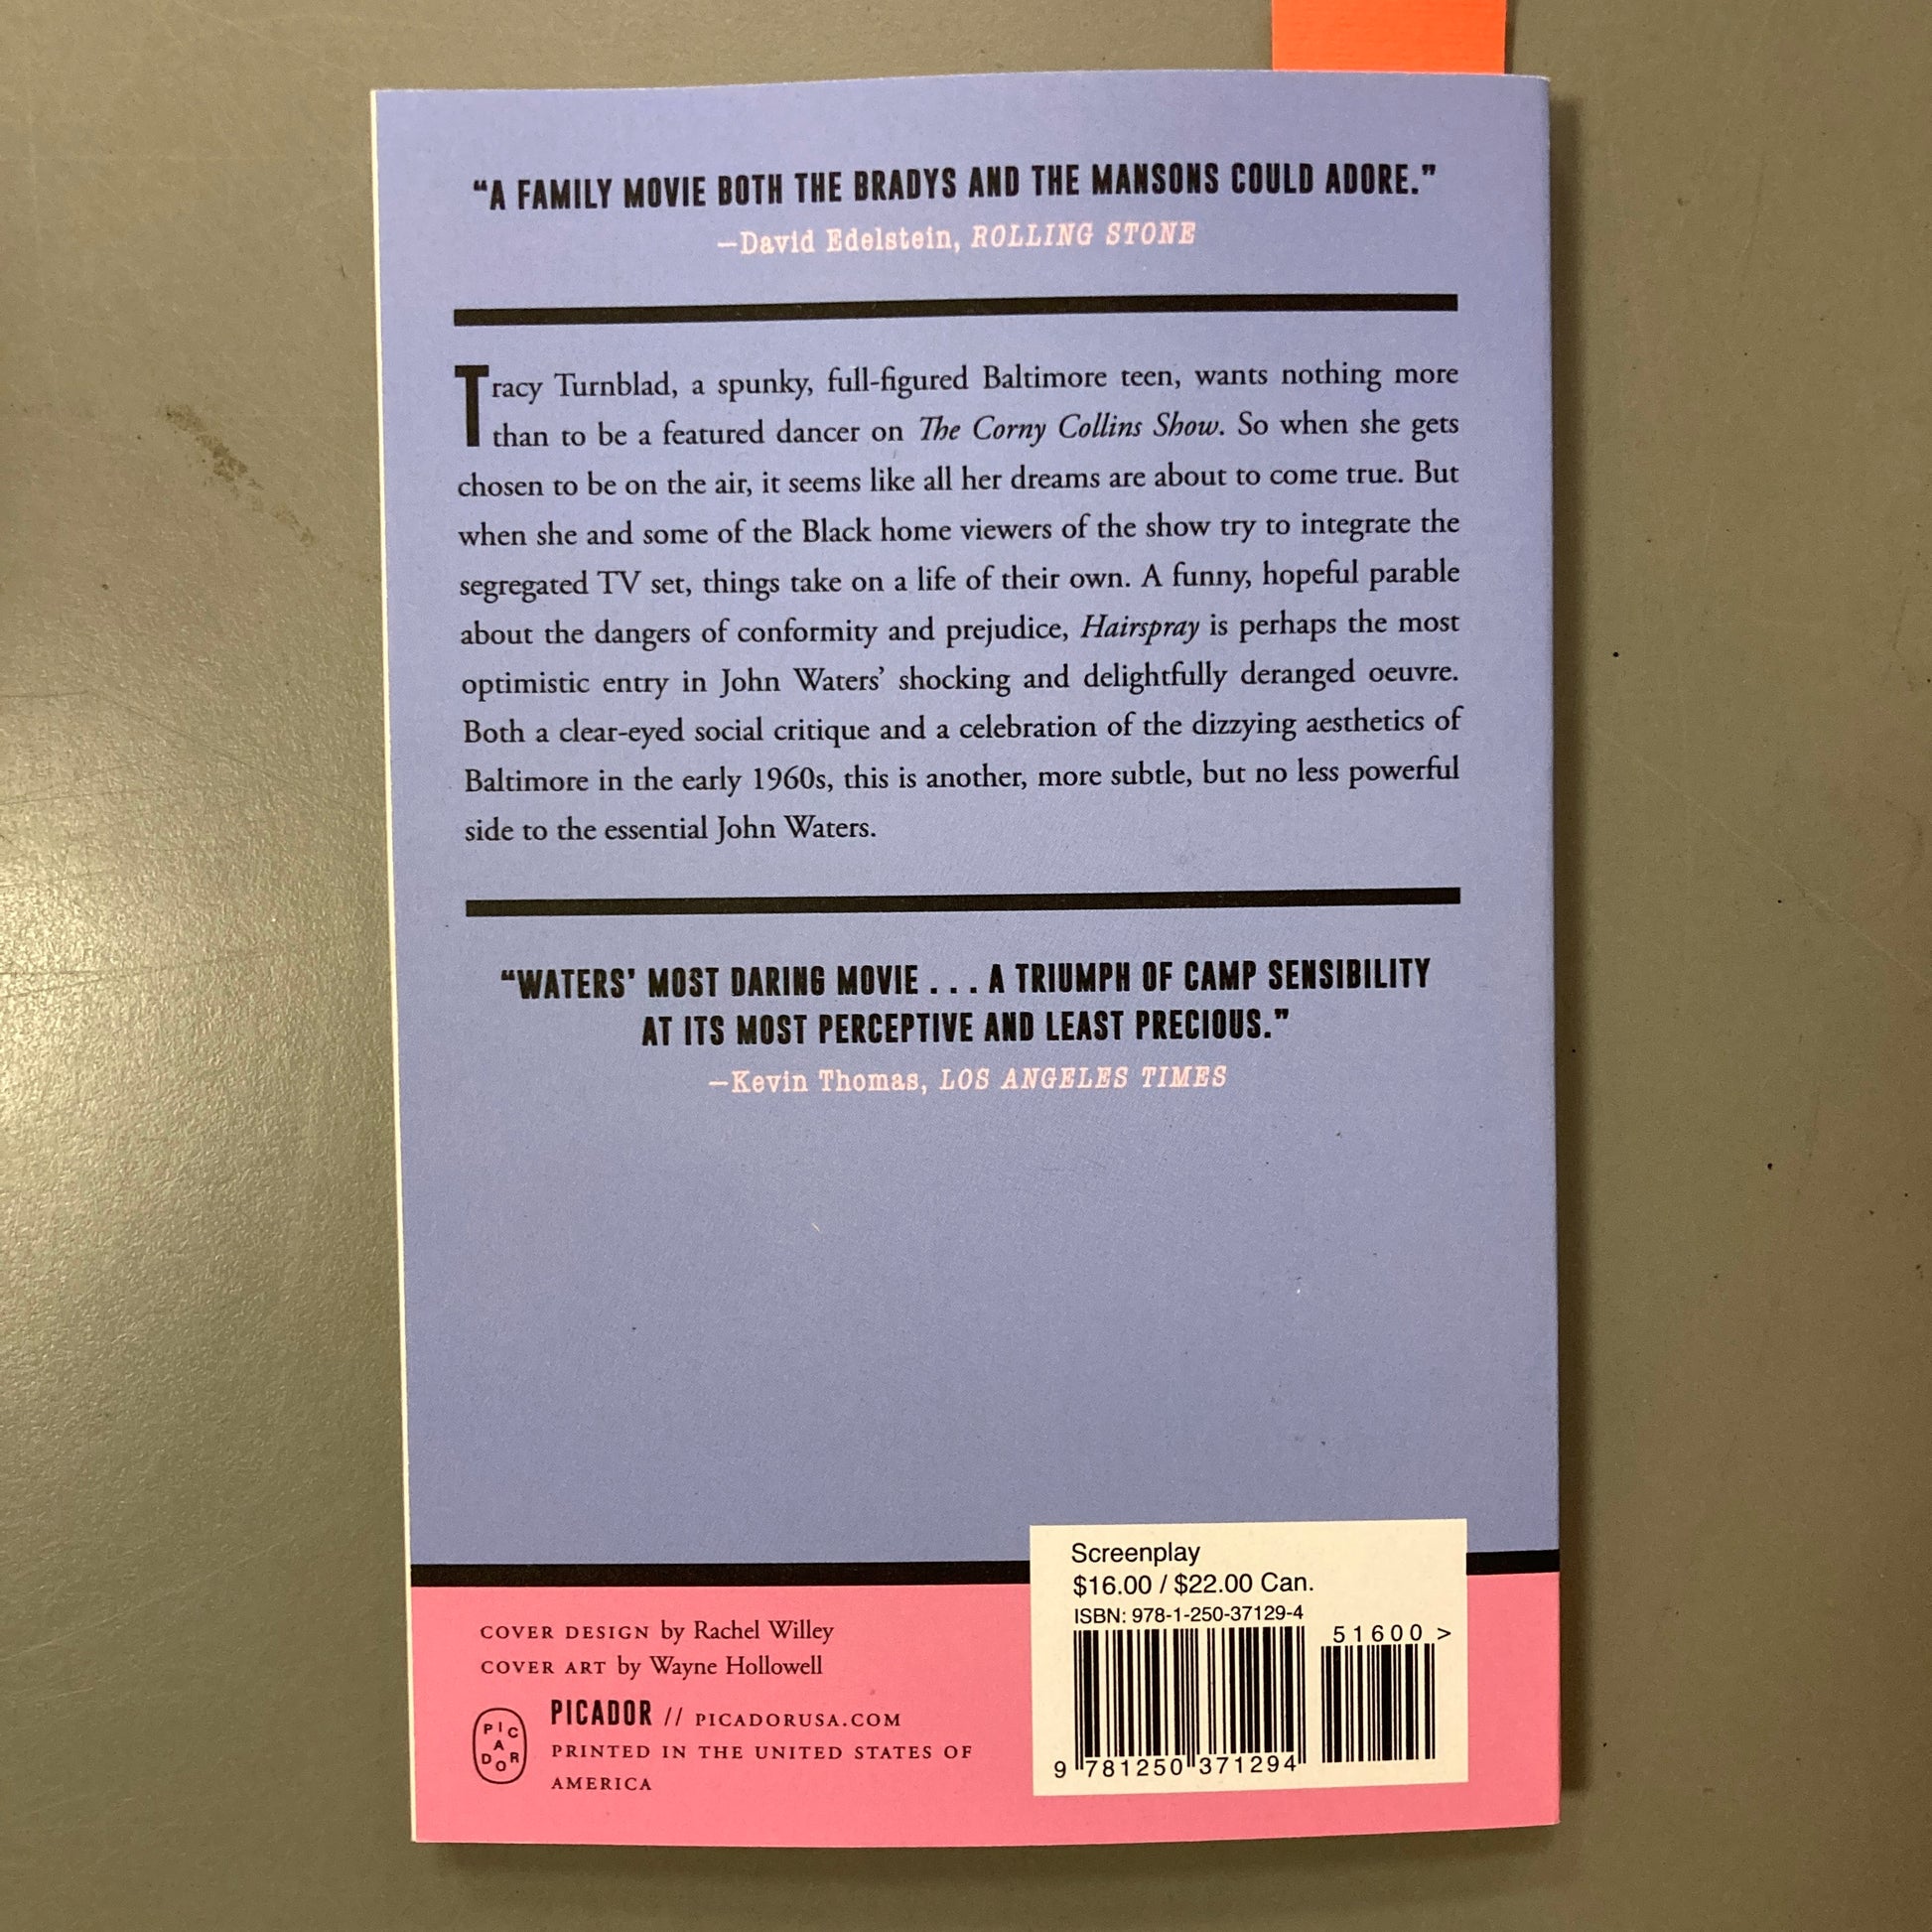 “A FAMILY MOVIE BOTH THE BRADYS AND THE MANSONS COULD ADORE.”
—David Edelstein, ROLLING STONE
Tracy Turnblad, a spunky, full-figured Baltimore teen, wants nothing more
than to be a featured dancer on The Corny Collins Show. So when she gets
chosen to be on the air, it seems like all her dreams are about to come true. But
when she and some of the Black home viewers of the show try to integrate the
segregated TV set, things take on a life of their own. A funny, hopeful parable
about the dangers of conformity and prejudice, Hairspray is perhaps the most
optimistic entry in John Waters’ shocking and delightfully deranged oeuvre.
Both a clear-eyed social critique and a celebration of the dizzying aesthetics of
Baltimore in the early 1960s, this is another, more subtle, but no less powerful
side to the essential John Waters.
“WATERS’ MOST DARING MOVIE . . . A TRIUMPH OF CAMP SENSIBILITY
AT ITS MOST PERCEPTIVE AND LEAST PRECIOUS.”
—Kevin Thomas, LOS ANGELES TIMES
COVER DESIGN by Rachel Willey
COVER ART by Wayne Hollowell
PICADOR
PICADOR // PICADORUSA.COM
PRINTED IN THE UNITED STATES OF
AMERICA
Screenplay
$16.00 / $22.00 Can.
ISBN: 978-1-250-37129-4
51600 >
9 781250 371294